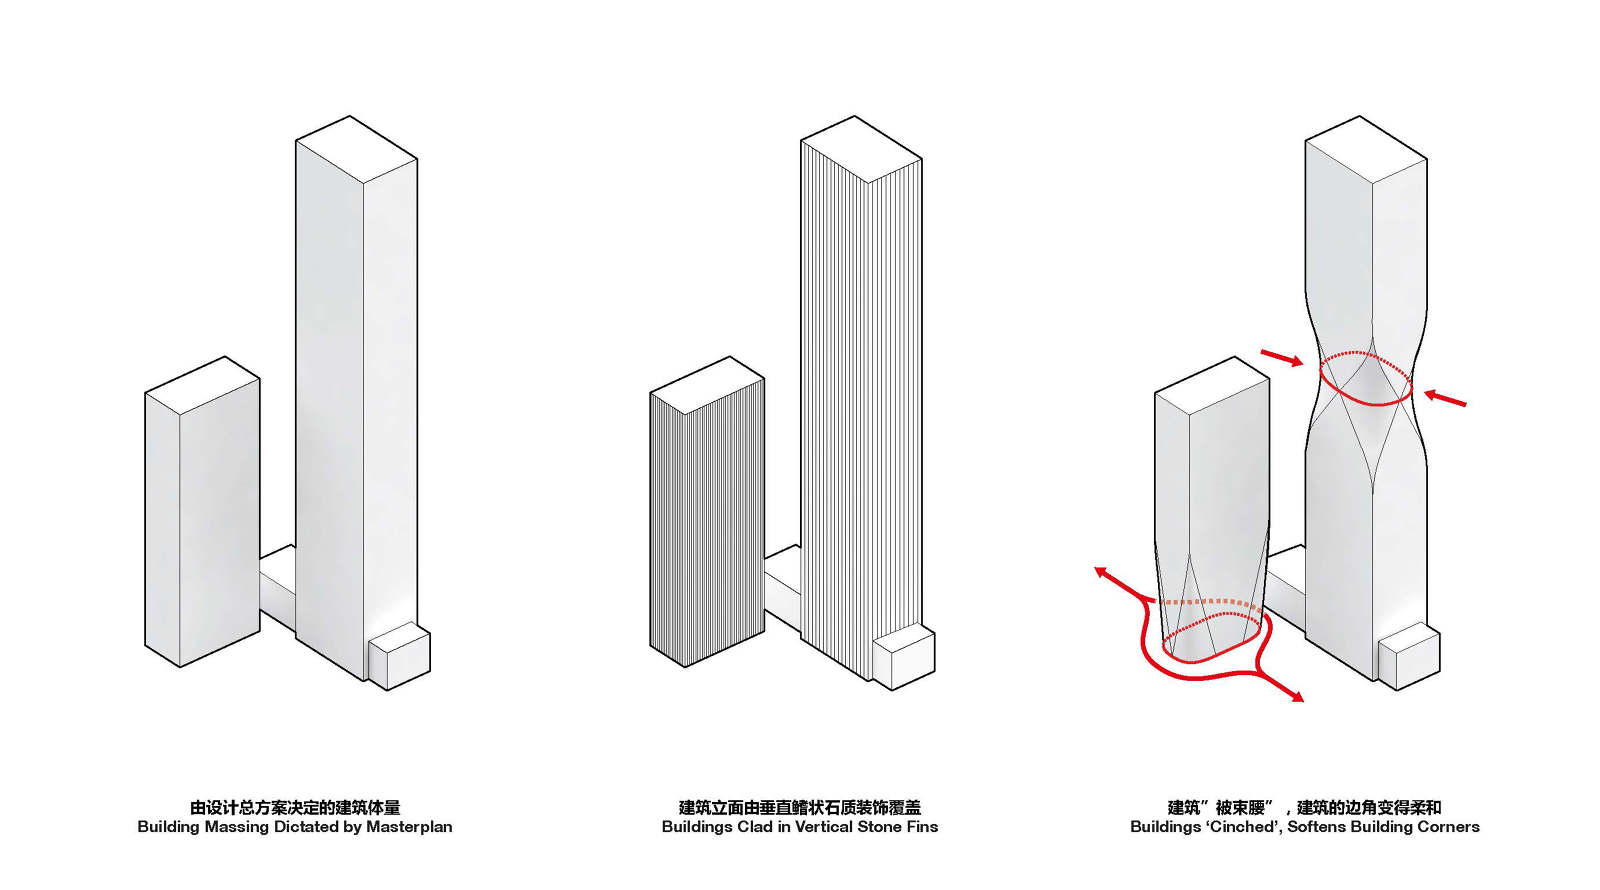 由设计总方案决定的建筑体量
Building Massing Dictated by Masterplan
建筑立面由垂直鳍状石质装饰覆盖
Buildings Clad in Vertical Stone Fins
建筑”被束腰”，建筑的边角变得柔和
Buildings ‘Cinched’, Softens Building Corners